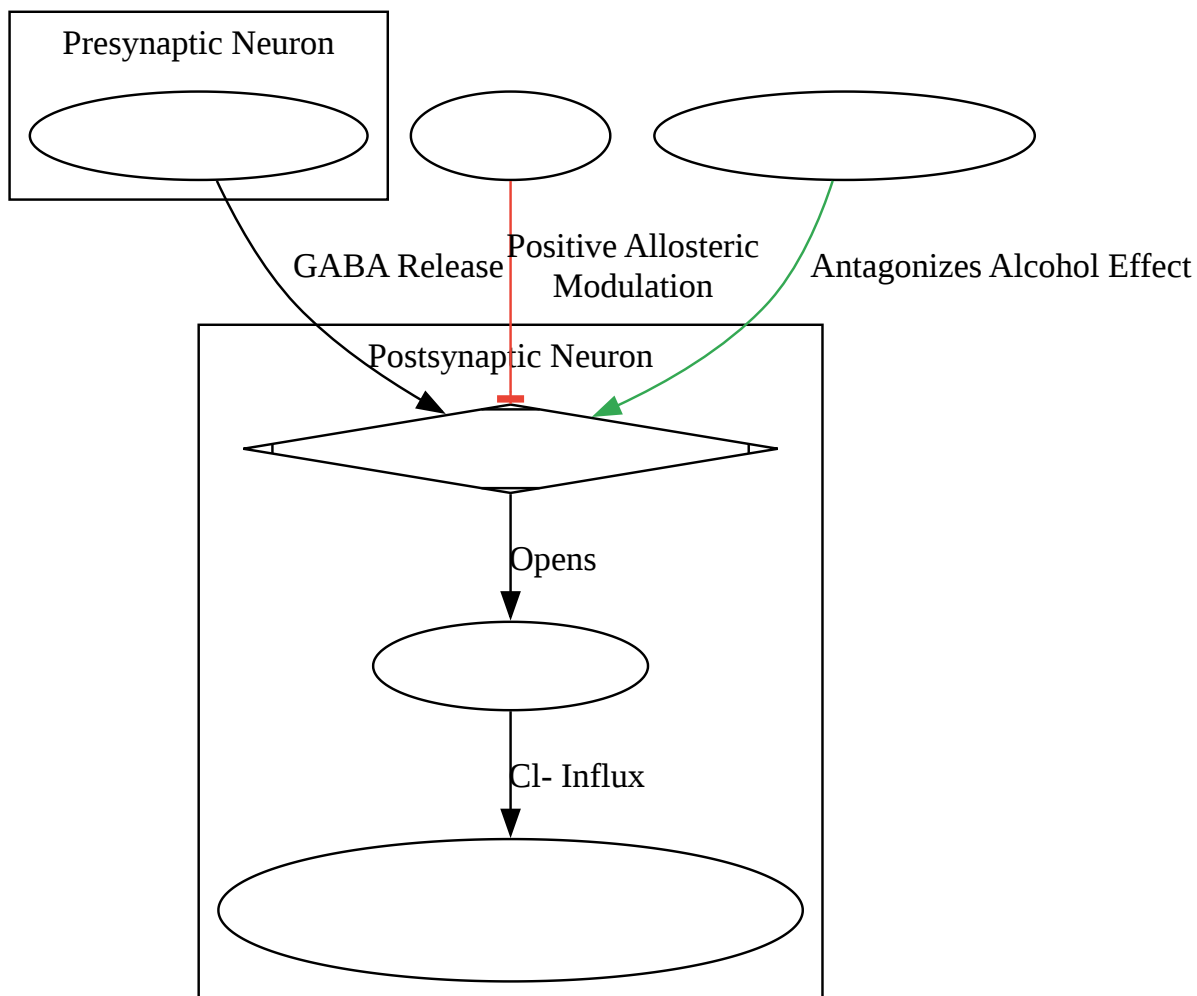 Presynaptic Neuron
GABA Release
Positive Allosteric
Modulation
Antagonizes Alcohol Effect
Postsynaptic Neuron
Opens
Cl- Influx